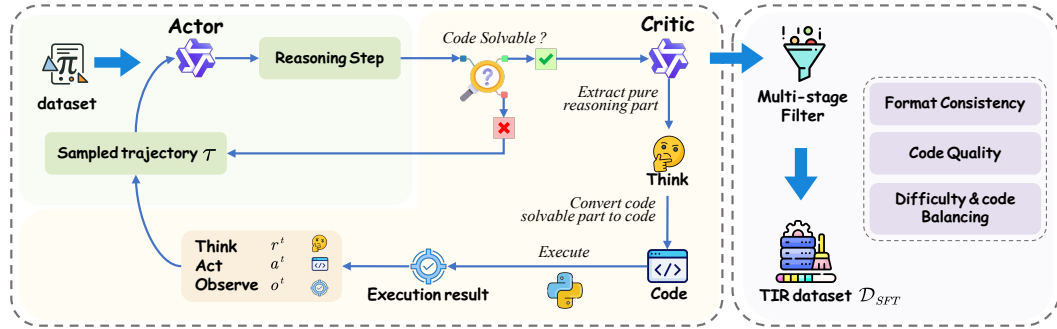 Actor
dataset
Reasoning Step
Sampled trajectory τ
Code Solvable ?
Critic
Extract pure
reasoning part
Think
Convert code
solvable part to code
Code
Execute
Execution result
Think r^t
Act a^t
Observe o^t
Multi-stage
Filter
TIR dataset 𝒟_SFT
Format Consistency
Code Quality
Difficulty & code
Balancing